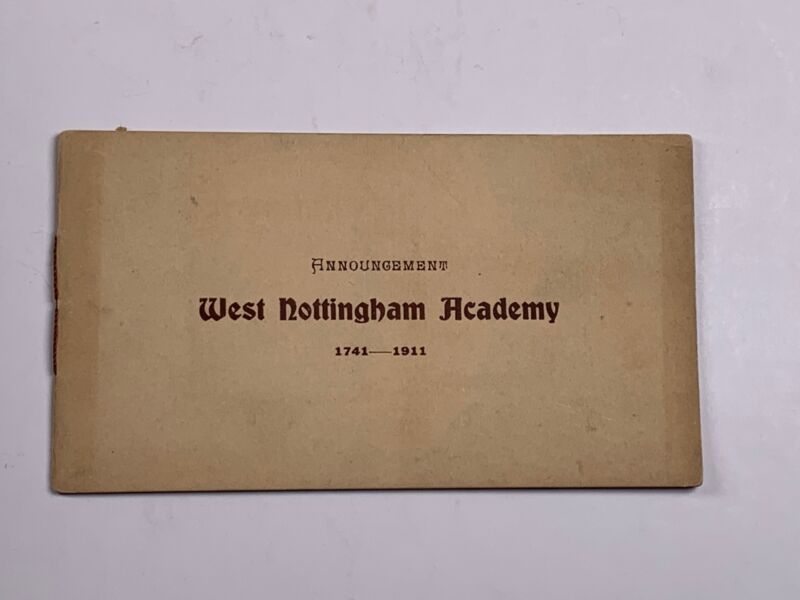 ANNOUNCEMENT
West Nottingham Academy
1741—1911